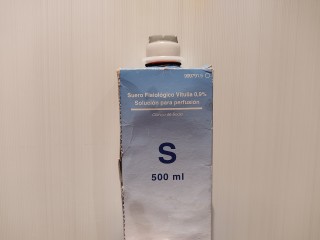 Suero Fisiológico Vitulia 0,9%
Solución para perfusión
S
500 ml